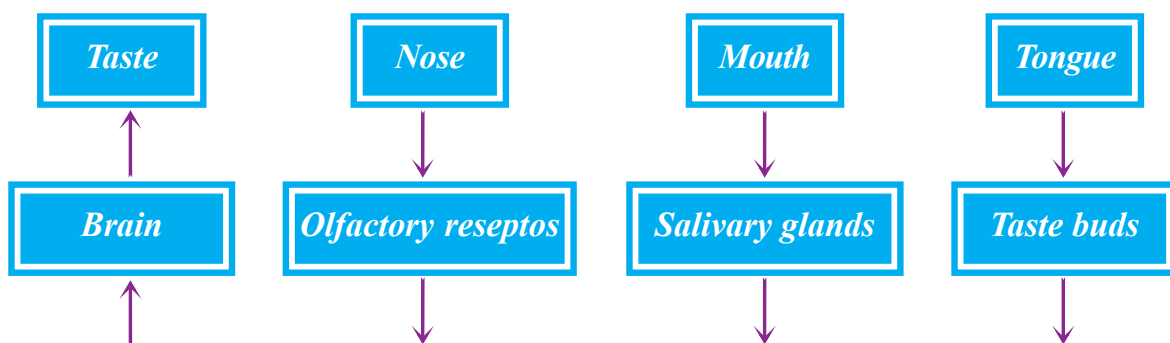 Taste
Nose
Mouth
Tongue
Brain
Olfactory reseptos
Salivary glands
Taste buds